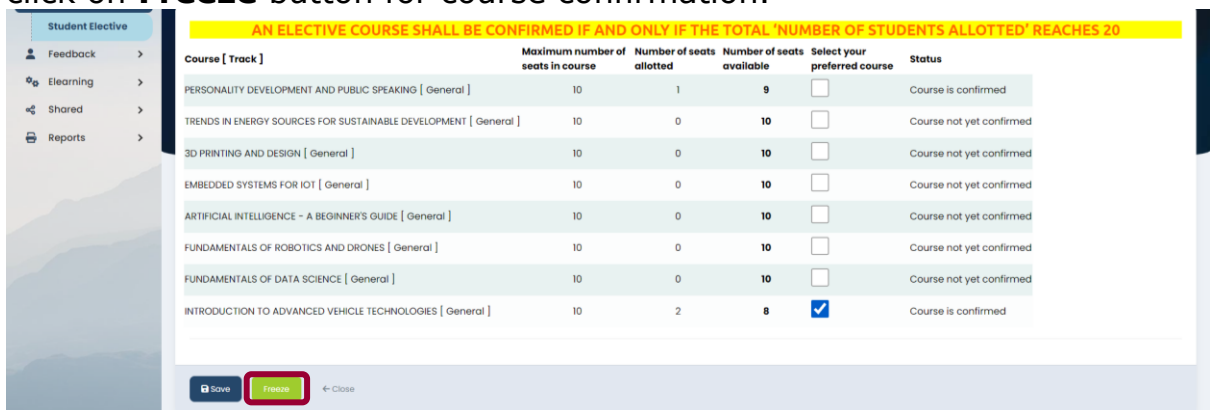 click on Freeze button for course confirmation.
Student Elective
Feedback
Elearning
Shared
Reports
AN ELECTIVE COURSE SHALL BE CONFIRMED IF AND ONLY IF THE TOTAL 'NUMBER OF STUDENTS ALLOTTED' REACHES 20
Course [ Track ] Maximum number of seats in course Number of seats allotted Number of seats available Select your preferred course Status
PERSONALITY DEVELOPMENT AND PUBLIC SPEAKING [ General ] 10 1 9 Course is confirmed
TRENDS IN ENERGY SOURCES FOR SUSTAINABLE DEVELOPMENT [ General ] 10 0 10 Course not yet confirmed
3D PRINTING AND DESIGN [ General ] 10 0 10 Course not yet confirmed
EMBEDDED SYSTEMS FOR IOT [ General ] 10 0 10 Course not yet confirmed
ARTIFICIAL INTELLIGENCE - A BEGINNER'S GUIDE [ General ] 10 0 10 Course not yet confirmed
FUNDAMENTALS OF ROBOTICS AND DRONES [ General ] 10 0 10 Course not yet confirmed
FUNDAMENTALS OF DATA SCIENCE [ General ] 10 0 10 Course not yet confirmed
INTRODUCTION TO ADVANCED VEHICLE TECHNOLOGIES [ General ] 10 2 8 Course is confirmed
Save Freeze ← Close